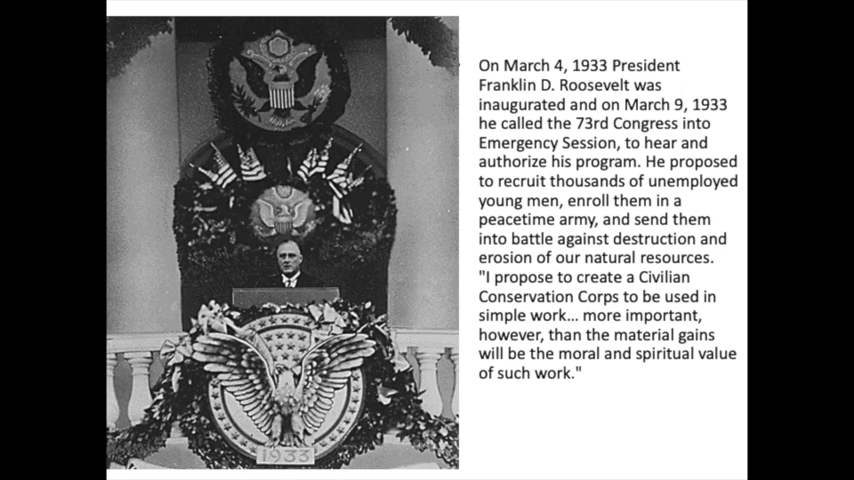 On March 4, 1933 President
Franklin D. Roosevelt was
inaugurated and on March 9, 1933
he called the 73rd Congress into
Emergency Session, to hear and
authorize his program. He proposed
to recruit thousands of unemployed
young men, enroll them in a
peacetime army, and send them
into battle against destruction and
erosion of our natural resources.
"I propose to create a Civilian
Conservation Corps to be used in
simple work... more important,
however, than the material gains
will be the moral and spiritual value
of such work."
1933